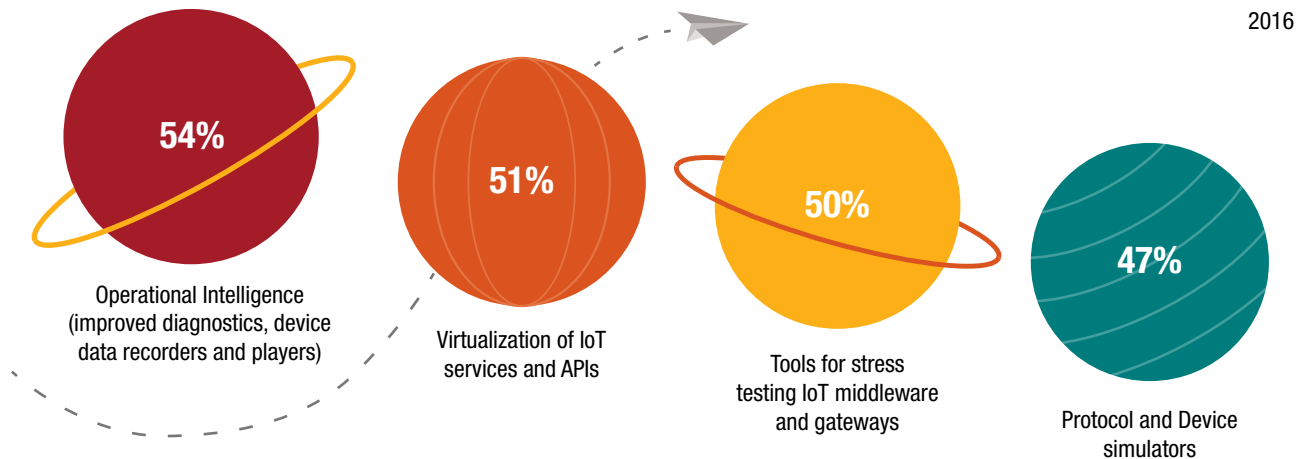 2016
54%
Operational Intelligence
(improved diagnostics, device
data recorders and players)
51%
Virtualization of IoT
services and APIs
50%
Tools for stress
testing IoT middleware
and gateways
47%
Protocol and Device
simulators